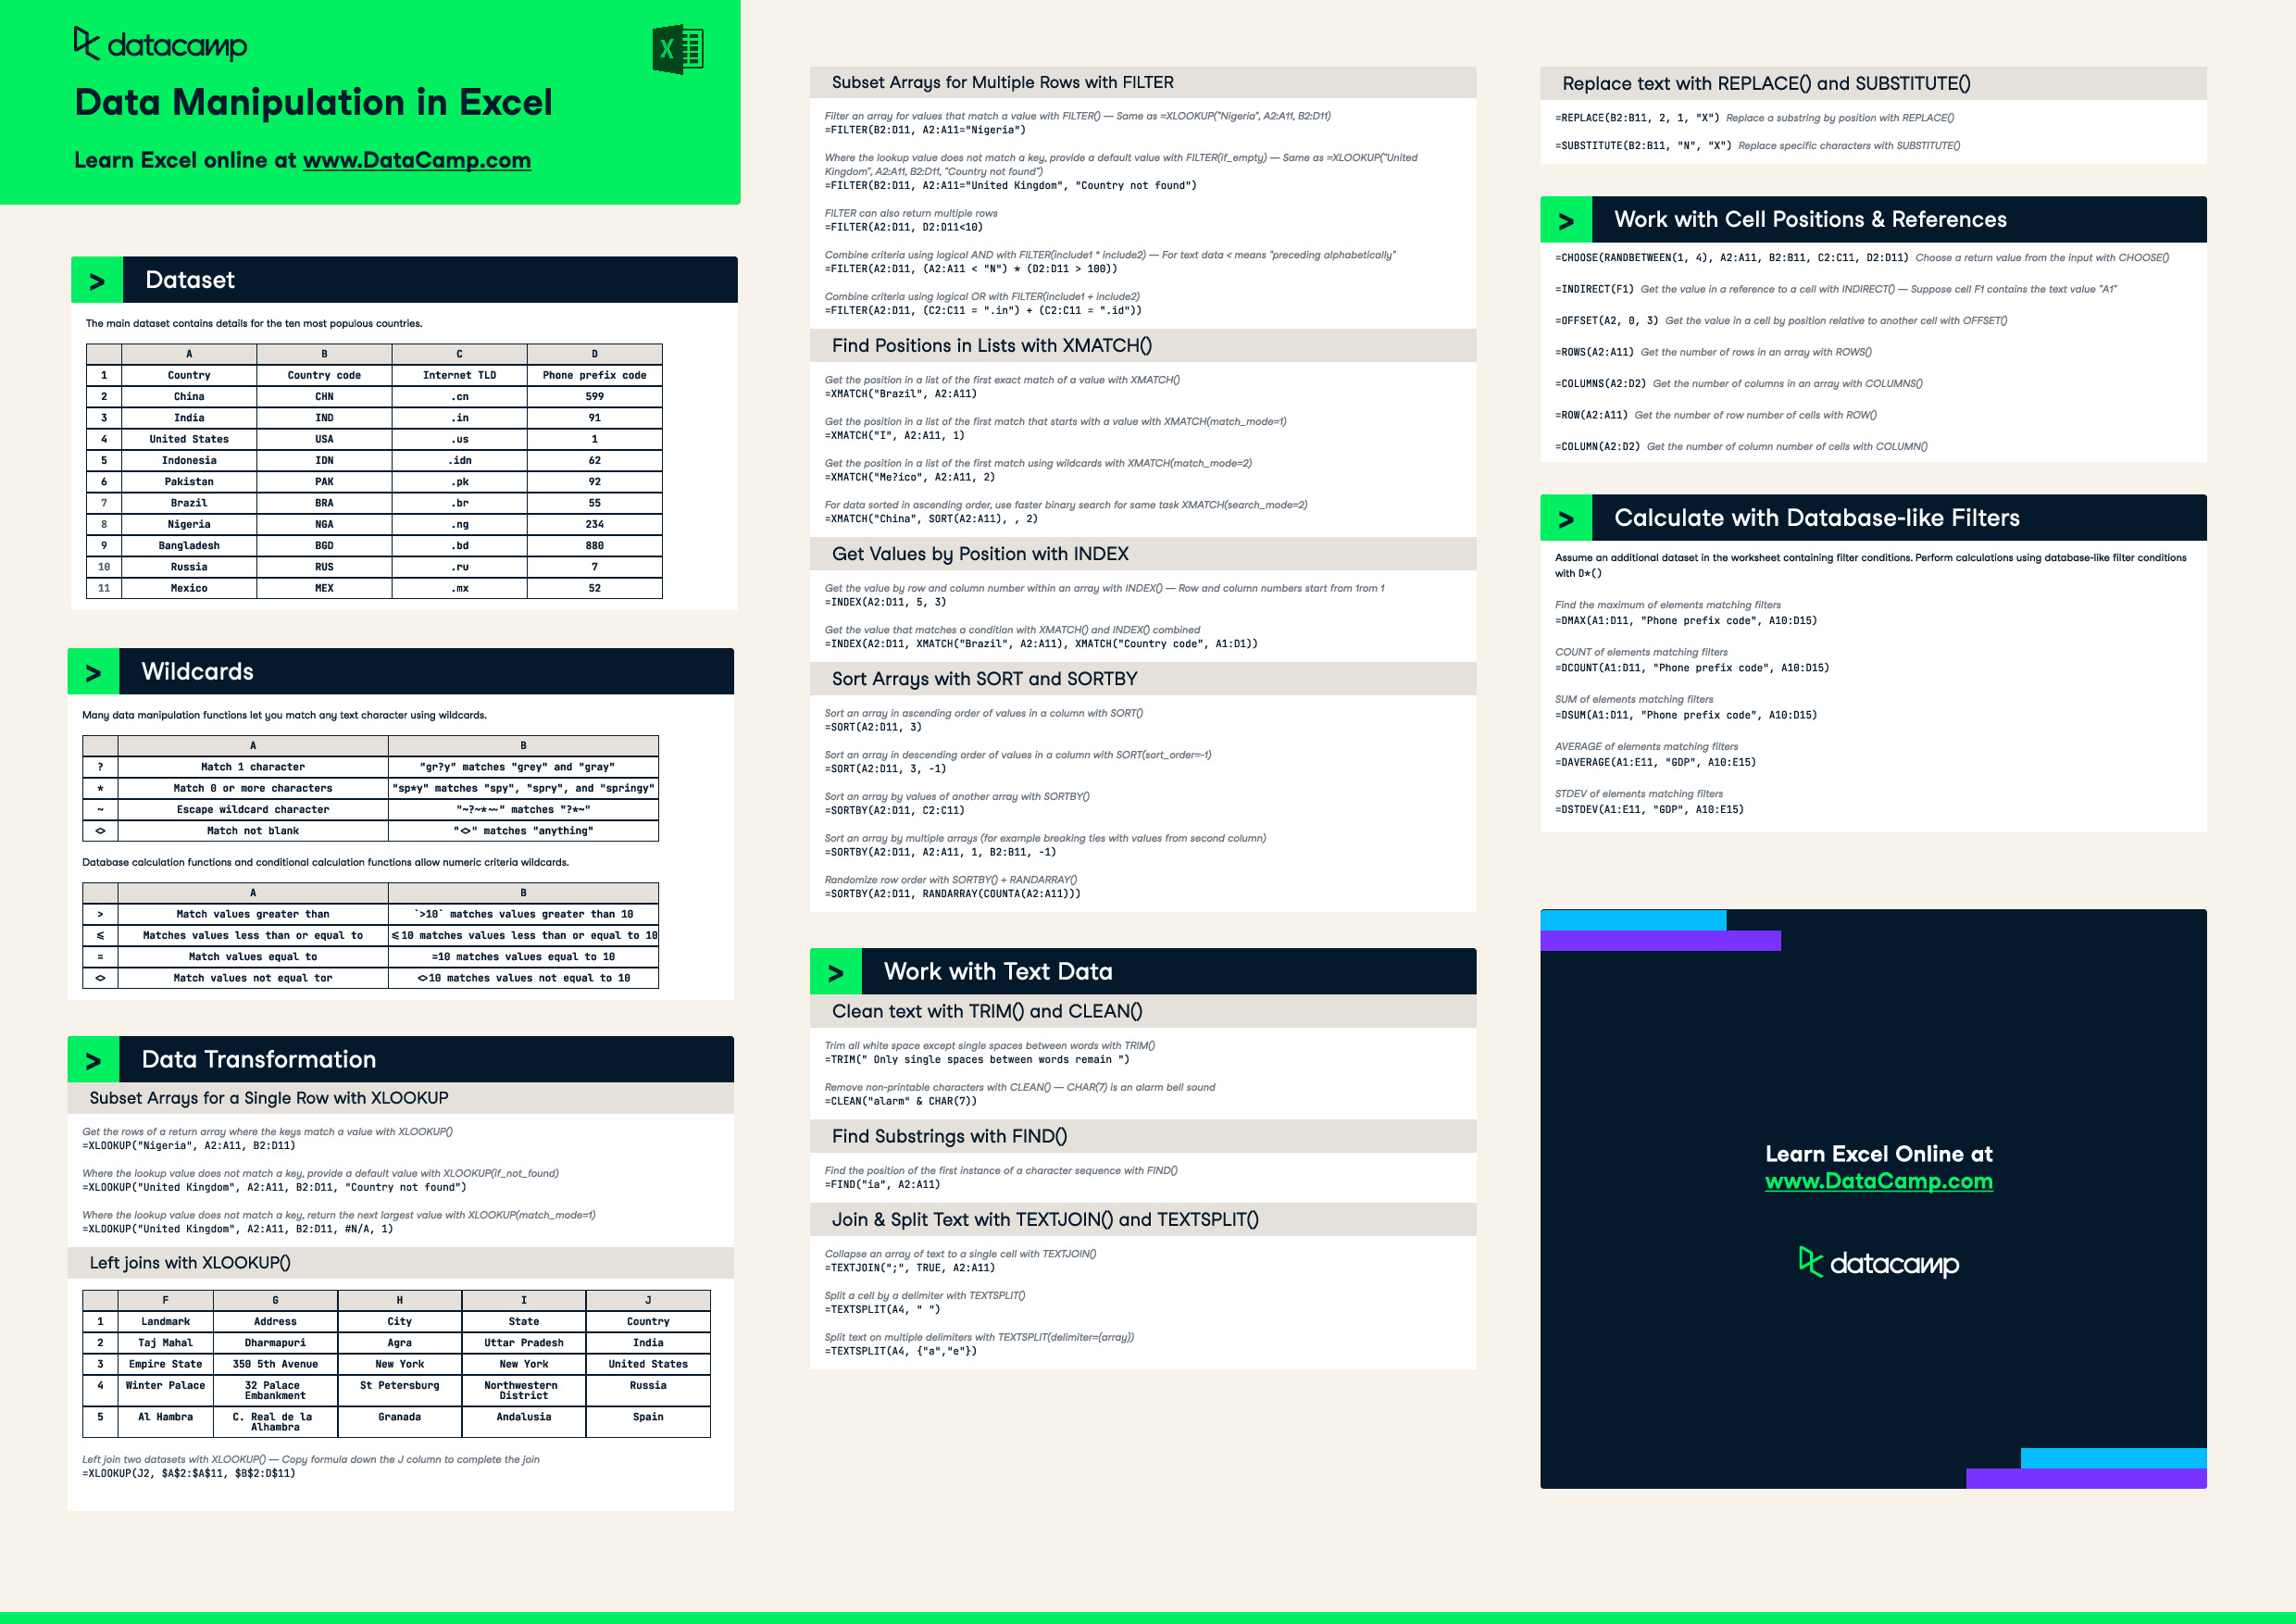 datacamp
Data Manipulation in Excel
Learn Excel online at www.DataCamp.com
> Dataset
The main dataset contains details for the ten most populous countries.
A B C D
1 Country Country code Internet TLD Phone prefix code
2 China CHN .cn 599
3 India IND .in 91
4 United States USA .us 1
5 Indonesia IDN .idn 62
6 Pakistan PAK .pk 92
7 Brazil BRA .br 55
8 Nigeria NGA .ng 234
9 Bangladesh BGD .bd 880
10 Russia RUS .ru 7
11 Mexico MEX .mx 52
> Wildcards
Many data manipulation functions let you match any text character using wildcards.
A B
? Match 1 character "gr?y" matches "grey" and "gray"
* Match 0 or more characters "sp*y" matches "spy", "spry", and "springy"
~ Escape wildcard character "~?~*~~" matches "?*~"
<> Match not blank "<>" matches "anything"
Database calculation functions and conditional calculation functions allow numeric criteria wildcards.
A B
> Match values greater than `>10` matches values greater than 10
≤ Matches values less than or equal to ≤10 matches values less than or equal to 10
= Match values equal to =10 matches values equal to 10
<> Match values not equal tor <>10 matches values not equal to 10
> Data Transformation
Subset Arrays for a Single Row with XLOOKUP
Get the rows of a return array where the keys match a value with XLOOKUP()
=XLOOKUP("Nigeria", A2:A11, B2:D11)
Where the lookup value does not match a key, provide a default value with XLOOKUP(if_not_found)
=XLOOKUP("United Kingdom", A2:A11, B2:D11, "Country not found")
Where the lookup value does not match a key, return the next largest value with XLOOKUP(match_mode=1)
=XLOOKUP("United Kingdom", A2:A11, B2:D11, #N/A, 1)
Left joins with XLOOKUP()
F G H I J
1 Landmark Address City State Country
2 Taj Mahal Dharmapuri Agra Uttar Pradesh India
3 Empire State 350 5th Avenue New York New York United States
4 Winter Palace 32 Palace Embankment St Petersburg Northwestern District Russia
5 Al Hambra C. Real de la Alhambra Granada Andalusia Spain
Left join two datasets with XLOOKUP() — Copy formula down the J column to complete the join
=XLOOKUP(J2, $A$2:$A$11, $B$2:D$11)
Subset Arrays for Multiple Rows with FILTER
Filter an array for values that match a value with FILTER() — Same as =XLOOKUP("Nigeria", A2:A11, B2:D11)
=FILTER(B2:D11, A2:A11="Nigeria")
Where the lookup value does not match a key, provide a default value with FILTER(if_empty) — Same as =XLOOKUP("United
Kingdom", A2:A11, B2:D11, "Country not found")
=FILTER(B2:D11, A2:A11="United Kingdom", "Country not found")
FILTER can also return multiple rows
=FILTER(A2:D11, D2:D11<10)
Combine criteria using logical AND with FILTER(include1 * include2) — For text data < means "preceding alphabetically"
=FILTER(A2:D11, (A2:A11 < "N") * (D2:D11 > 100))
Combine criteria using logical OR with FILTER(include1 + include2)
=FILTER(A2:D11, (C2:C11 = ".in") + (C2:C11 = ".id"))
Find Positions in Lists with XMATCH()
Get the position in a list of the first exact match of a value with XMATCH()
=XMATCH("Brazil", A2:A11)
Get the position in a list of the first match that starts with a value with XMATCH(match_mode=1)
=XMATCH("I", A2:A11, 1)
Get the position in a list of the first match using wildcards with XMATCH(match_mode=2)
=XMATCH("Me?ico", A2:A11, 2)
For data sorted in ascending order, use faster binary search for same task XMATCH(search_mode=2)
=XMATCH("China", SORT(A2:A11), , 2)
Get Values by Position with INDEX
Get the value by row and column number within an array with INDEX() — Row and column numbers start from 1rom 1
=INDEX(A2:D11, 5, 3)
Get the value that matches a condition with XMATCH() and INDEX() combined
=INDEX(A2:D11, XMATCH("Brazil", A2:A11), XMATCH("Country code", A1:D1))
Sort Arrays with SORT and SORTBY
Sort an array in ascending order of values in a column with SORT()
=SORT(A2:D11, 3)
Sort an array in descending order of values in a column with SORT(sort_order=-1)
=SORT(A2:D11, 3, -1)
Sort an array by values of another array with SORTBY()
=SORTBY(A2:D11, C2:C11)
Sort an array by multiple arrays (for example breaking ties with values from second column)
=SORTBY(A2:D11, A2:A11, 1, B2:B11, -1)
Randomize row order with SORTBY() + RANDARRAY()
=SORTBY(A2:D11, RANDARRAY(COUNTA(A2:A11)))
> Work with Text Data
Clean text with TRIM() and CLEAN()
Trim all white space except single spaces between words with TRIM()
=TRIM(" Only single spaces between words remain ")
Remove non-printable characters with CLEAN() — CHAR(7) is an alarm bell sound
=CLEAN("alarm" & CHAR(7))
Find Substrings with FIND()
Find the position of the first instance of a character sequence with FIND()
=FIND("ia", A2:A11)
Join & Split Text with TEXTJOIN() and TEXTSPLIT()
Collapse an array of text to a single cell with TEXTJOIN()
=TEXTJOIN(";", TRUE, A2:A11)
Split a cell by a delimiter with TEXTSPLIT()
=TEXTSPLIT(A4, " ")
Split text on multiple delimiters with TEXTSPLIT(delimiter={array})
=TEXTSPLIT(A4, {"a","e"})
Replace text with REPLACE() and SUBSTITUTE()
=REPLACE(B2:B11, 2, 1, "X") Replace a substring by position with REPLACE()
=SUBSTITUTE(B2:B11, "N", "X") Replace specific characters with SUBSTITUTE()
> Work with Cell Positions & References
=CHOOSE(RANDBETWEEN(1, 4), A2:A11, B2:B11, C2:C11, D2:D11) Choose a return value from the input with CHOOSE()
=INDIRECT(F1) Get the value in a reference to a cell with INDIRECT() — Suppose cell F1 contains the text value "A1"
=OFFSET(A2, 0, 3) Get the value in a cell by position relative to another cell with OFFSET()
=ROWS(A2:A11) Get the number of rows in an array with ROWS()
=COLUMNS(A2:D2) Get the number of columns in an array with COLUMNS()
=ROW(A2:A11) Get the number of row number of cells with ROW()
=COLUMN(A2:D2) Get the number of column number of cells with COLUMN()
> Calculate with Database-like Filters
Assume an additional dataset in the worksheet containing filter conditions. Perform calculations using database-like filter conditions
with D*()
Find the maximum of elements matching filters
=DMAX(A1:D11, "Phone prefix code", A10:D15)
COUNT of elements matching filters
=DCOUNT(A1:D11, "Phone prefix code", A10:D15)
SUM of elements matching filters
=DSUM(A1:D11, "Phone prefix code", A10:D15)
AVERAGE of elements matching filters
=DAVERAGE(A1:E11, "GDP", A10:E15)
STDEV of elements matching filters
=DSTDEV(A1:E11, "GDP", A10:E15)
Learn Excel Online at
www.DataCamp.com
datacamp